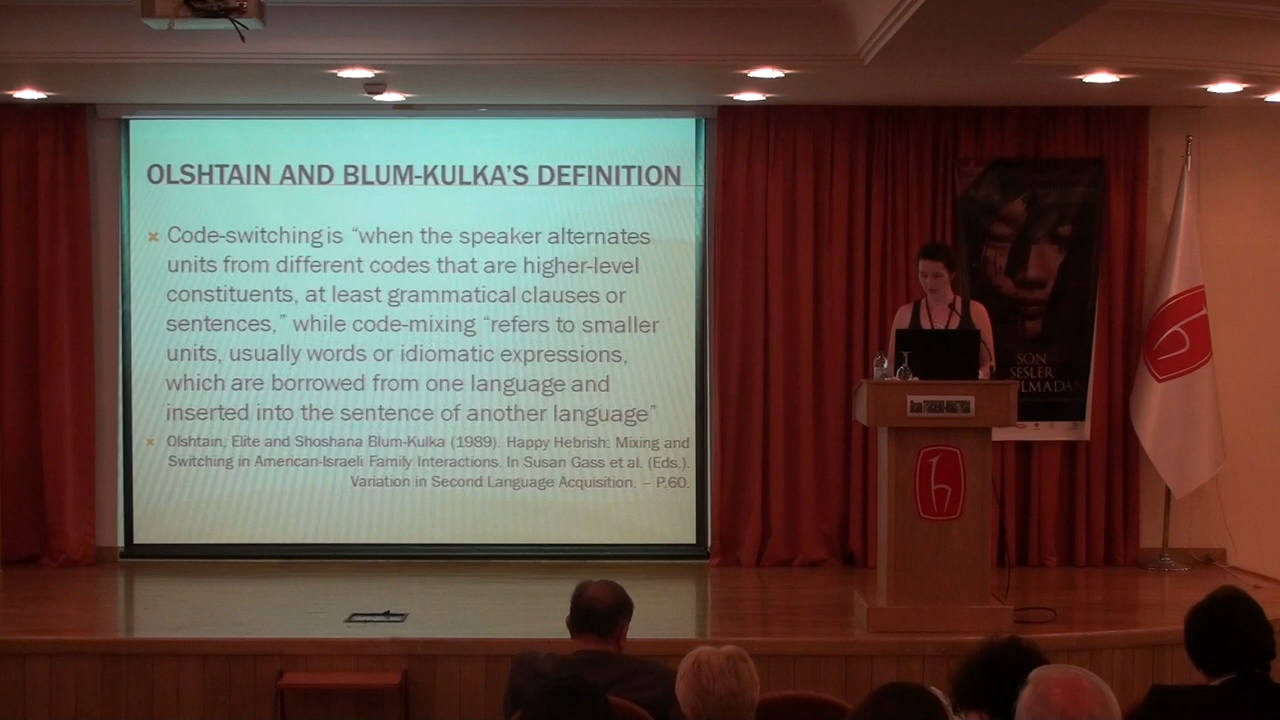 OLSHTAIN AND BLUM-KULKA'S DEFINITION
Code-switching is “when the speaker alternates
units from different codes that are higher-level
constituents, at least grammatical clauses or
sentences,” while code-mixing “refers to smaller
units, usually words or idiomatic expressions,
which are borrowed from one language and
inserted into the sentence of another language”
Olshtain, Elite and Shoshana Blum-Kulka (1989). Happy Hebrish: Mixing and
Switching in American-Israeli Family Interactions. In Susan Gass et al. (Eds.).
Variation in Second Language Acquisition. – P.60.
SON
SESLER